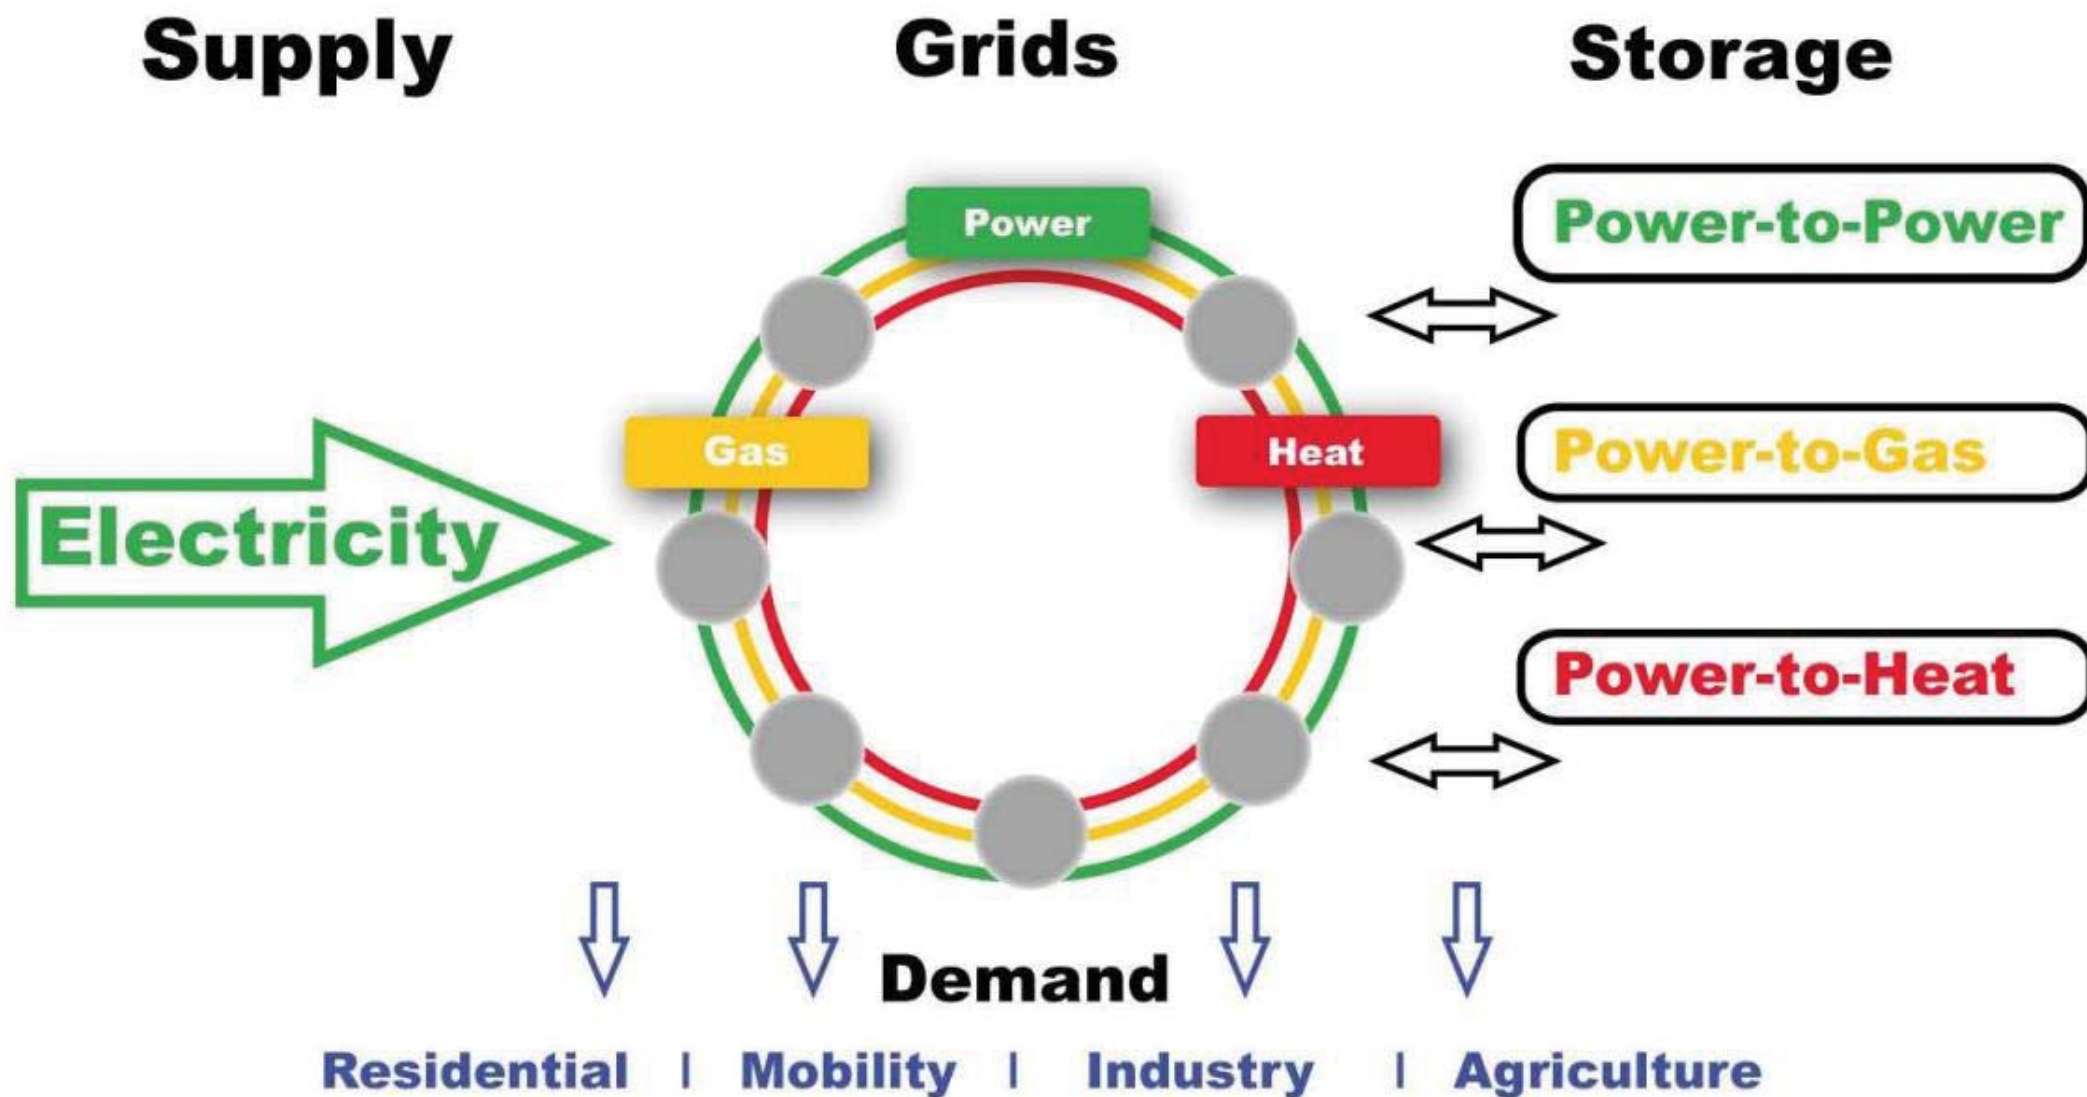 Supply
Grids
Storage
Power
Power-to-Power
Gas
Heat
Power-to-Gas
Electricity
Power-to-Heat
Demand
Residential | Mobility | Industry | Agriculture